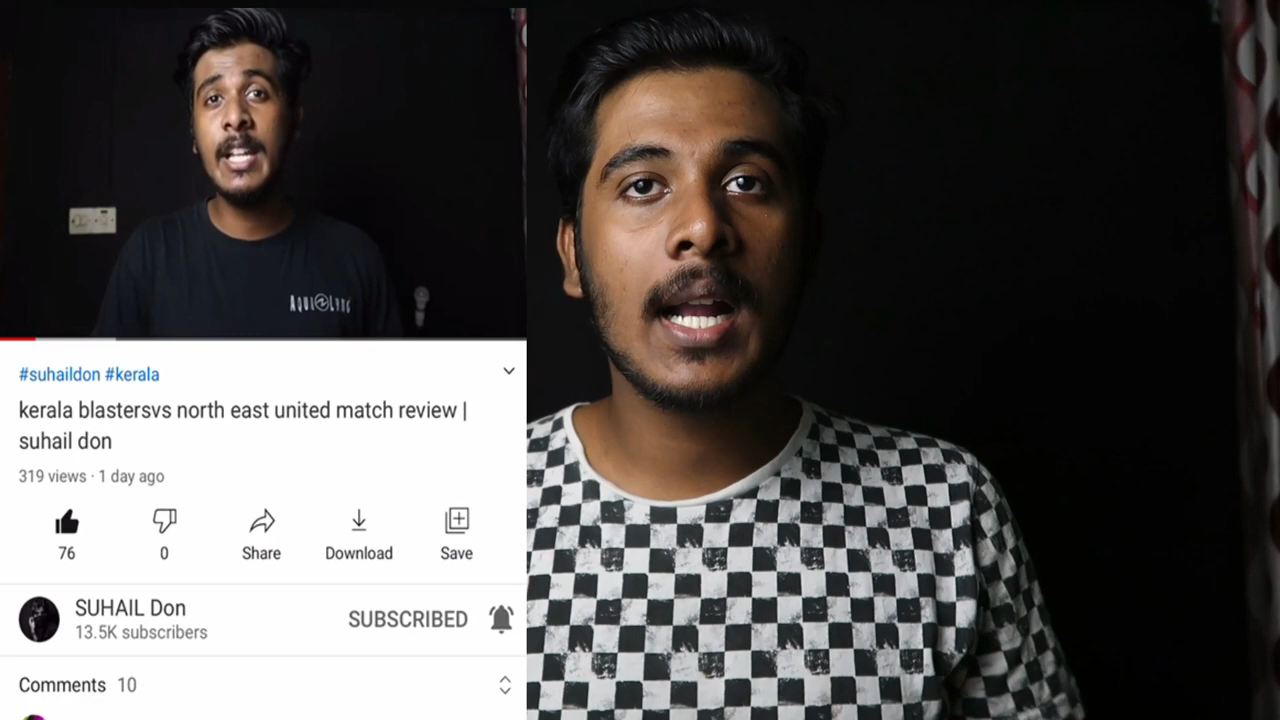 #suhaildon #kerala
kerala blastersvs north east united match review |
suhail don
319 views · 1 day ago
76
0
Share
Download
Save
SUHAIL Don
13.5K subscribers
SUBSCRIBED
Comments 10